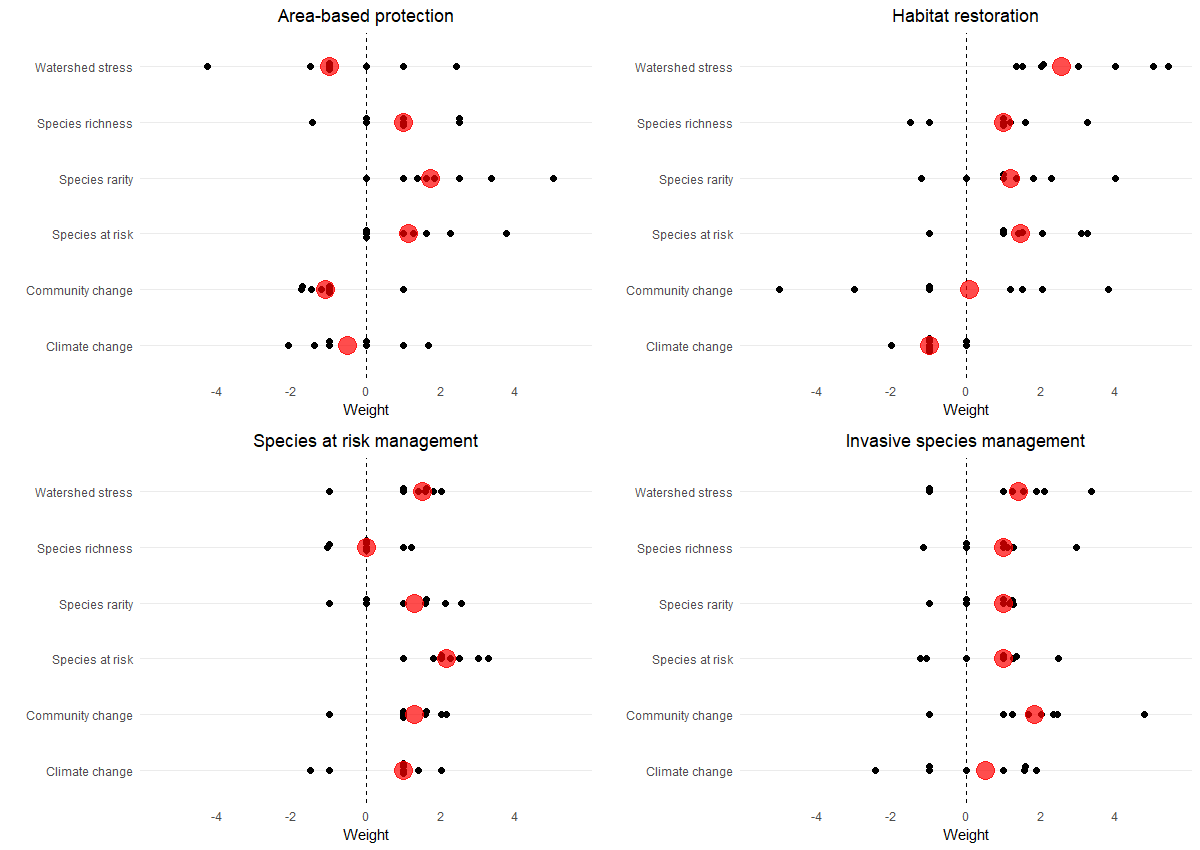 Area-based protection
Watershed stress
Species richness
Species rarity
Species at risk
Community change
Climate change
-4 -2 0 2 4
Weight
Habitat restoration
Watershed stress
Species richness
Species rarity
Species at risk
Community change
Climate change
-4 -2 0 2 4
Weight
Species at risk management
Watershed stress
Species richness
Species rarity
Species at risk
Community change
Climate change
-4 -2 0 2 4
Weight
Invasive species management
Watershed stress
Species richness
Species rarity
Species at risk
Community change
Climate change
-4 -2 0 2 4
Weight